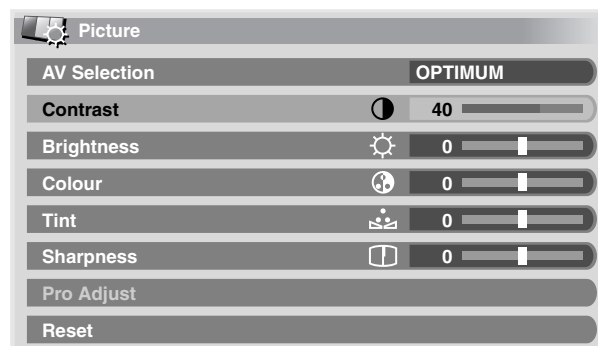 Picture
AV Selection OPTIMUM
Contrast 40
Brightness 0
Colour 0
Tint 0
Sharpness 0
Pro Adjust
Reset